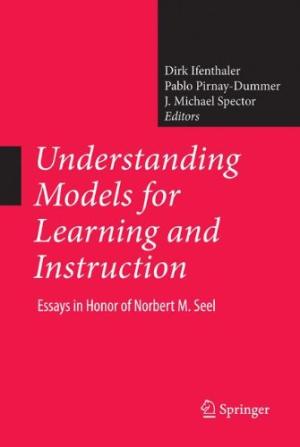 Dirk Ifenthaler
Pablo Pirnay-Dummer
J. Michael Spector
Editors
Understanding
Models for
Learning and
Instruction
Essays in Honor of Norbert M. Seel
Springer